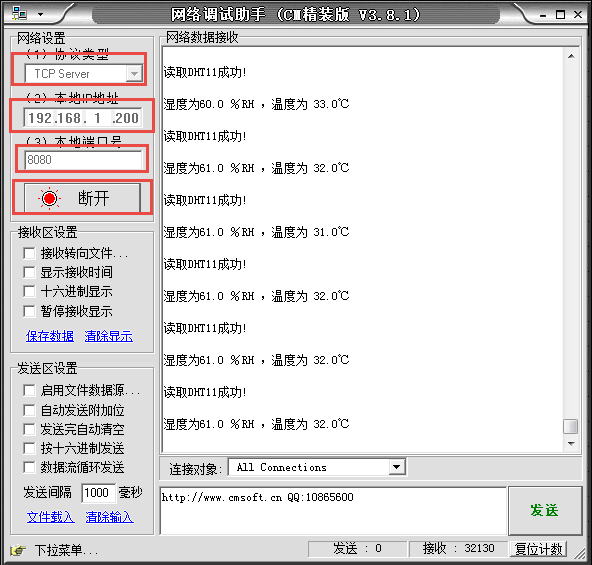 网络调试助手 (CM精装版 V3.8.1)
网络设置
(1) 协议类型
TCP Server
(2) 本地IP地址
192.168. 1 .200
(3) 本地端口号
8080
断开
接收区设置
接收转向文件...
显示接收时间
十六进制显示
暂停接收显示
保存数据 清除显示
发送区设置
启用文件数据源...
自动发送附加位
发送完自动清空
按十六进制发送
数据流循环发送
发送间隔 1000 毫秒
文件载入 清除输入
网络数据接收
读取DHT11成功!
湿度为60.0 %RH ，温度为 33.0℃
读取DHT11成功!
湿度为61.0 %RH ，温度为 32.0℃
读取DHT11成功!
湿度为61.0 %RH ，温度为 31.0℃
读取DHT11成功!
湿度为61.0 %RH ，温度为 32.0℃
读取DHT11成功!
湿度为61.0 %RH ，温度为 32.0℃
读取DHT11成功!
湿度为61.0 %RH ，温度为 32.0℃
连接对象: All Connections
http://www.cmsoft.cn QQ:10865600
发送
下拉菜单...
发送 : 0
接收 : 32130
复位计数